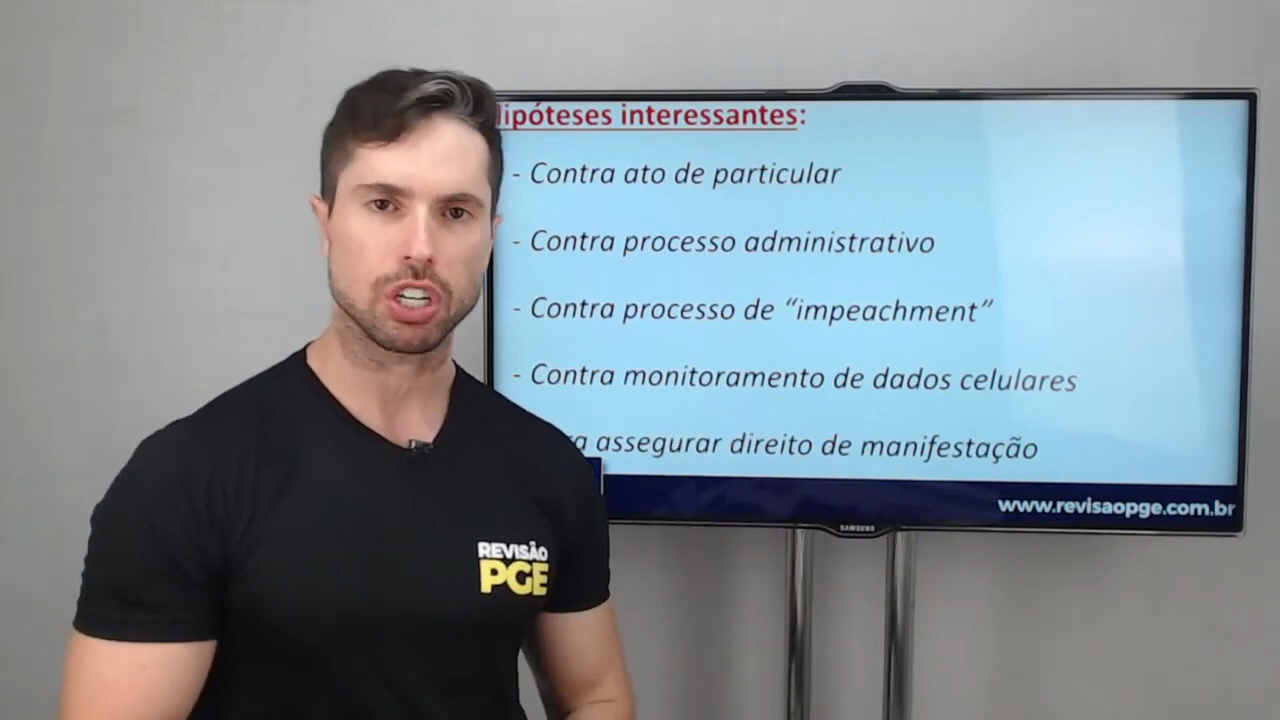 Hipóteses interessantes:
- Contra ato de particular
- Contra processo administrativo
- Contra processo de “impeachment”
- Contra monitoramento de dados celulares
assegurar direito de manifestação
www.revisaopge.com.br
SAMSUNG
REVISÃO
PGE